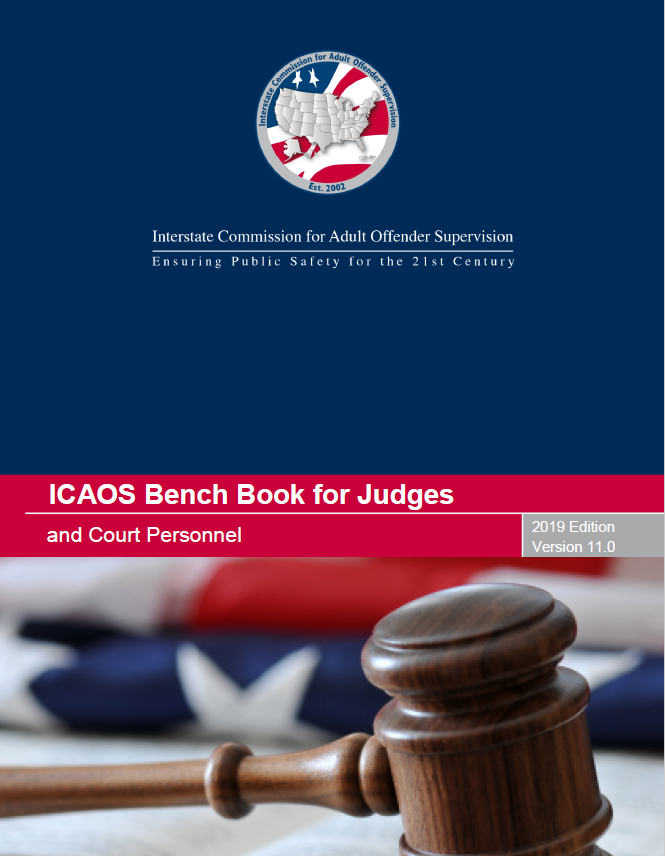 Interstate Commission for Adult Offender Supervision
Est. 2002
Interstate Commission for Adult Offender Supervision
Ensuring Public Safety for the 21st Century
ICAOS Bench Book for Judges
and Court Personnel
2019 Edition
Version 11.0